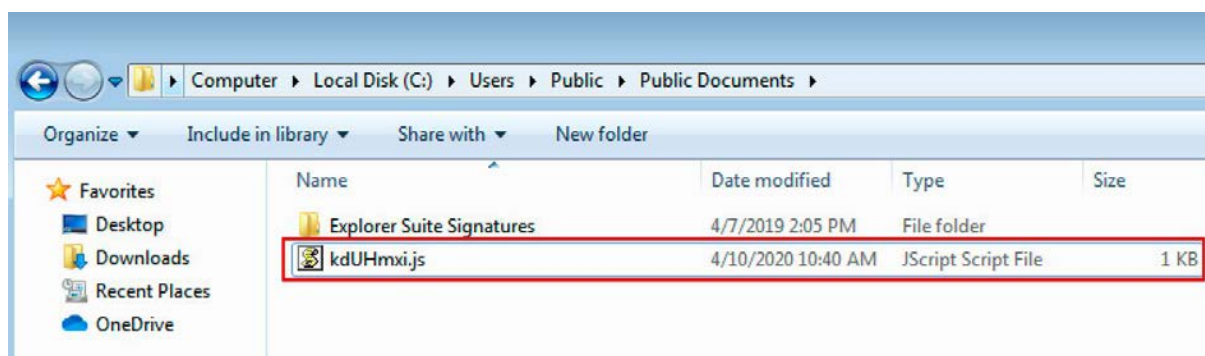 Computer Local Disk (C:) Users Public Public Documents
Organize Include in library Share with New folder
Favorites
Desktop
Downloads
Recent Places
OneDrive
Name Date modified Type Size
Explorer Suite Signatures 4/7/2019 2:05 PM File folder
kdUHmxi.js 4/10/2020 10:40 AM JScript Script File 1 KB